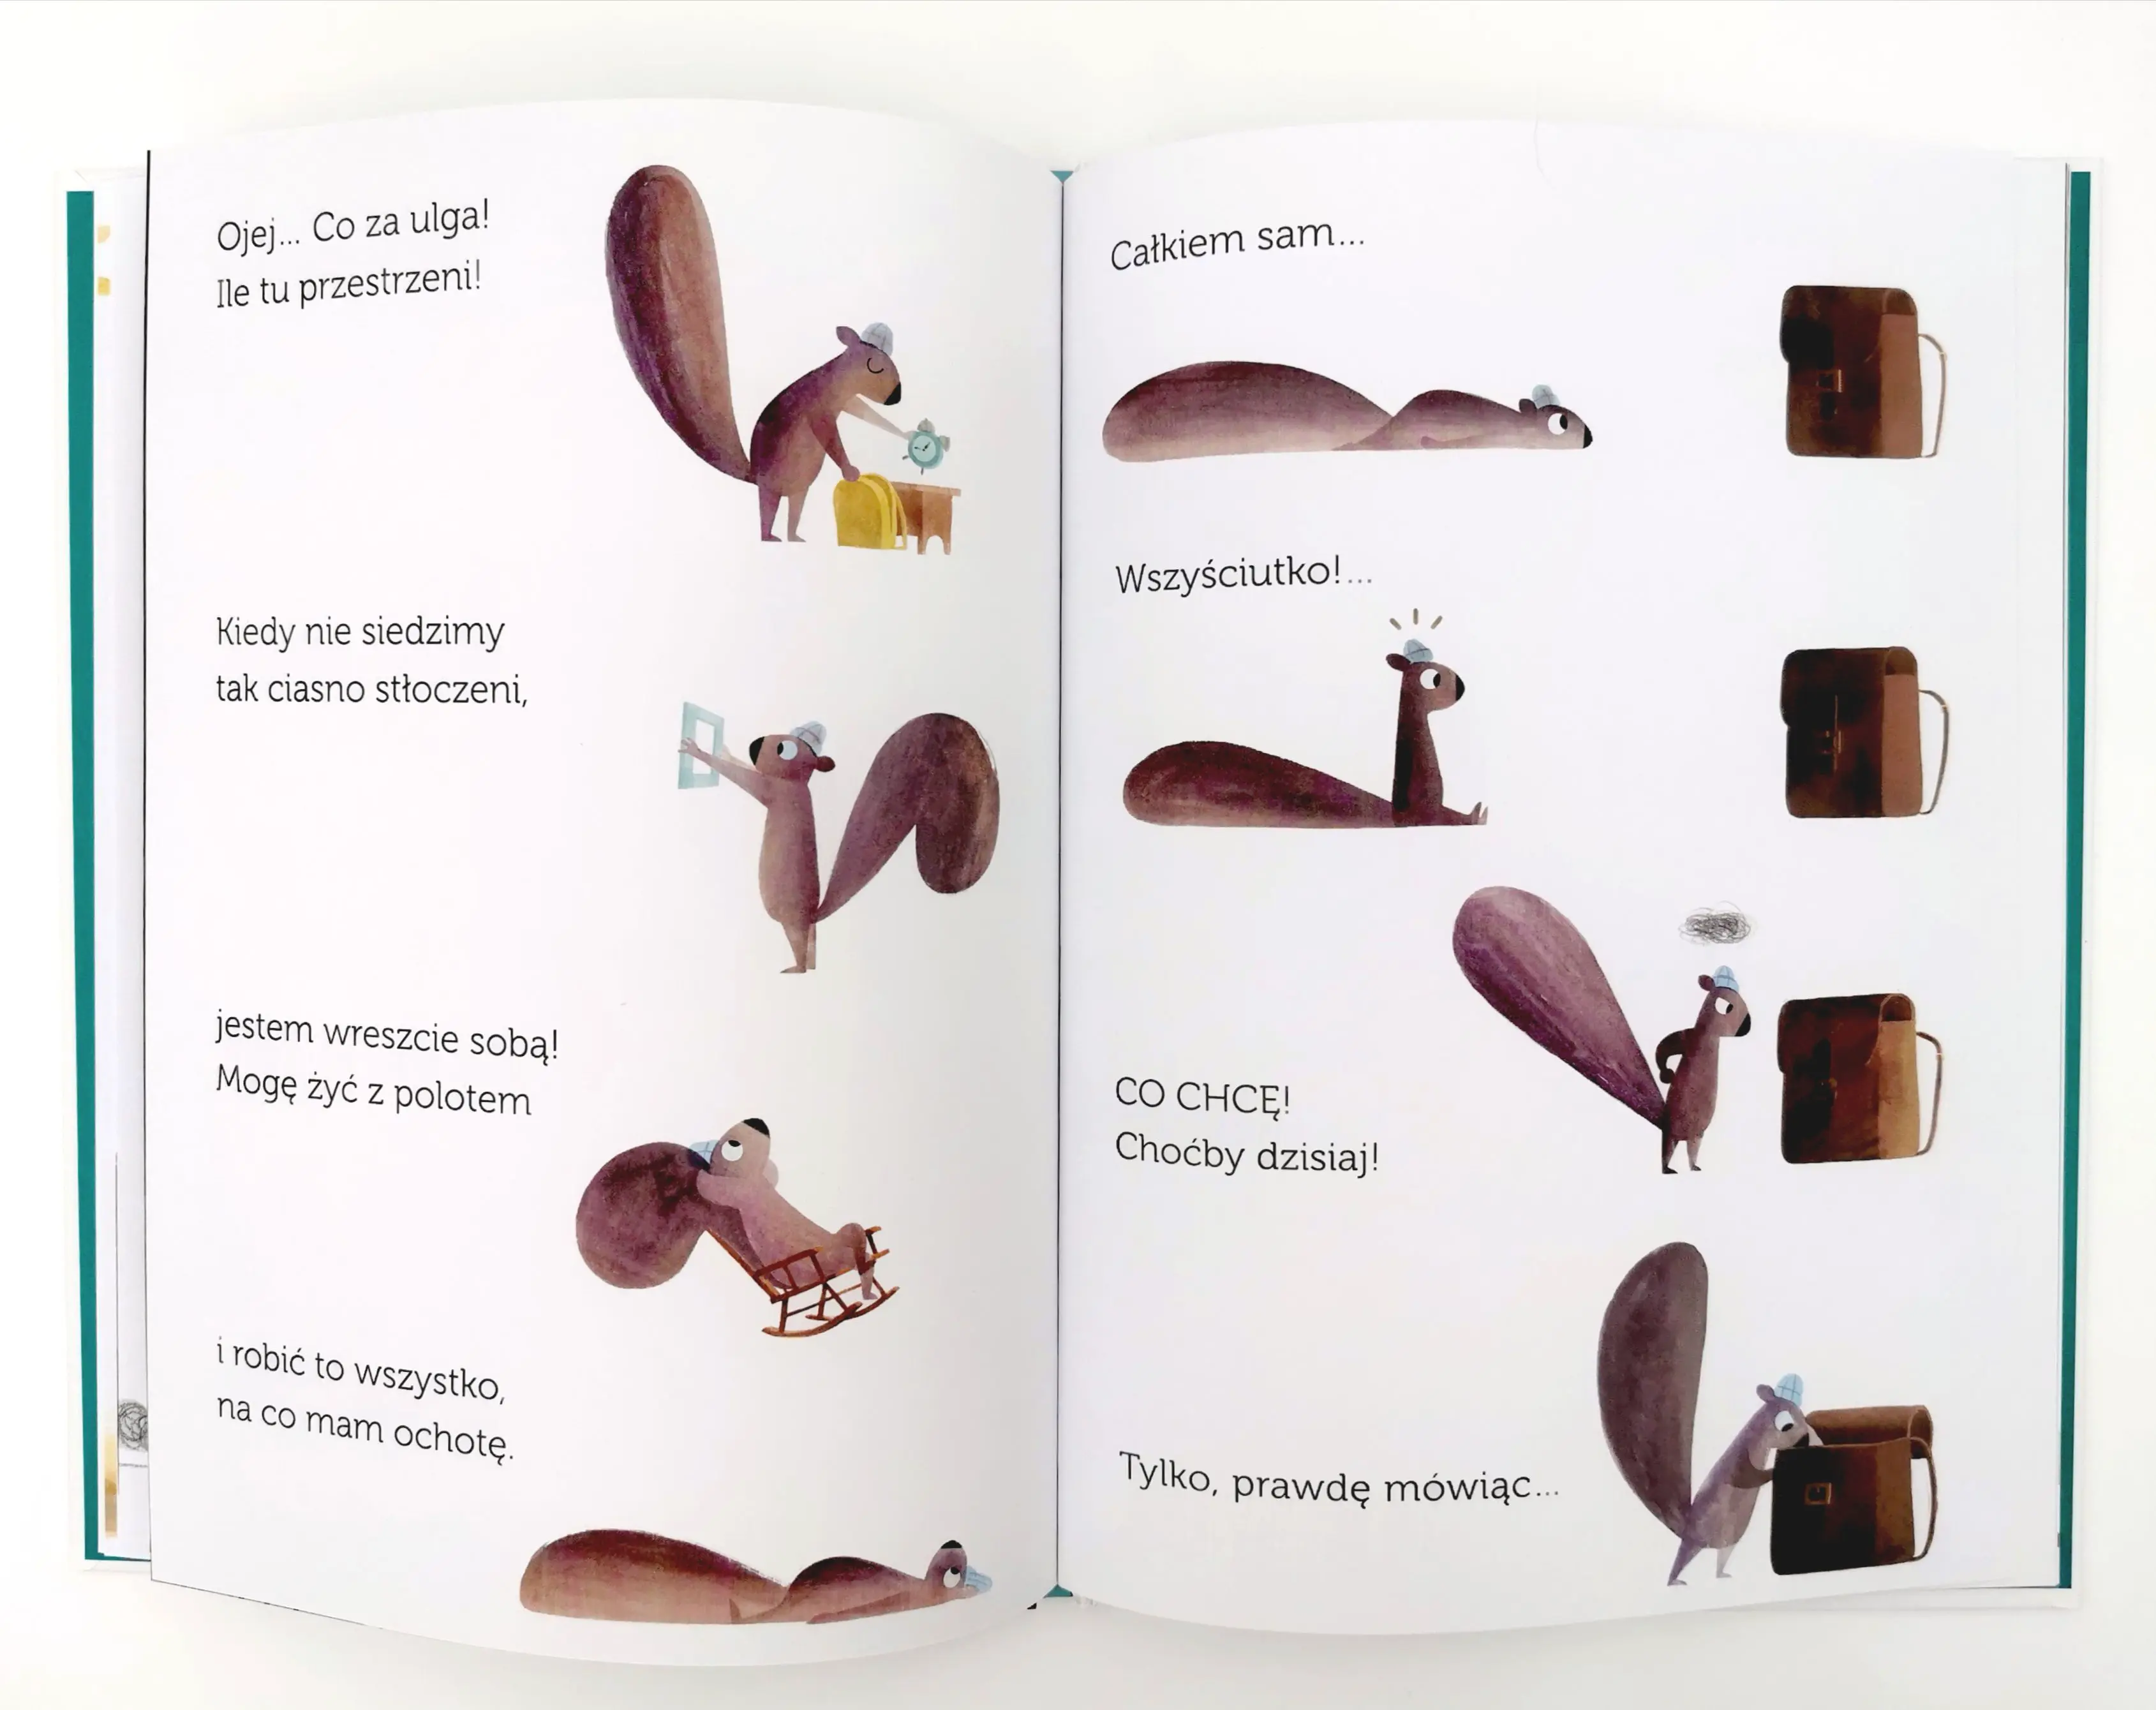 Ojej... Co za ulga!
Ile tu przestrzeni!
Kiedy nie siedzimy
tak ciasno stłoczeni,
jestem wreszcie sobą!
Mogę żyć z polotem
i robić to wszystko,
na co mam ochotę.
Całkiem sam...
Wszyściutko!...
CO CHCĘ!
Choćby dzisiaj!
Tylko, prawdę mówiąc...